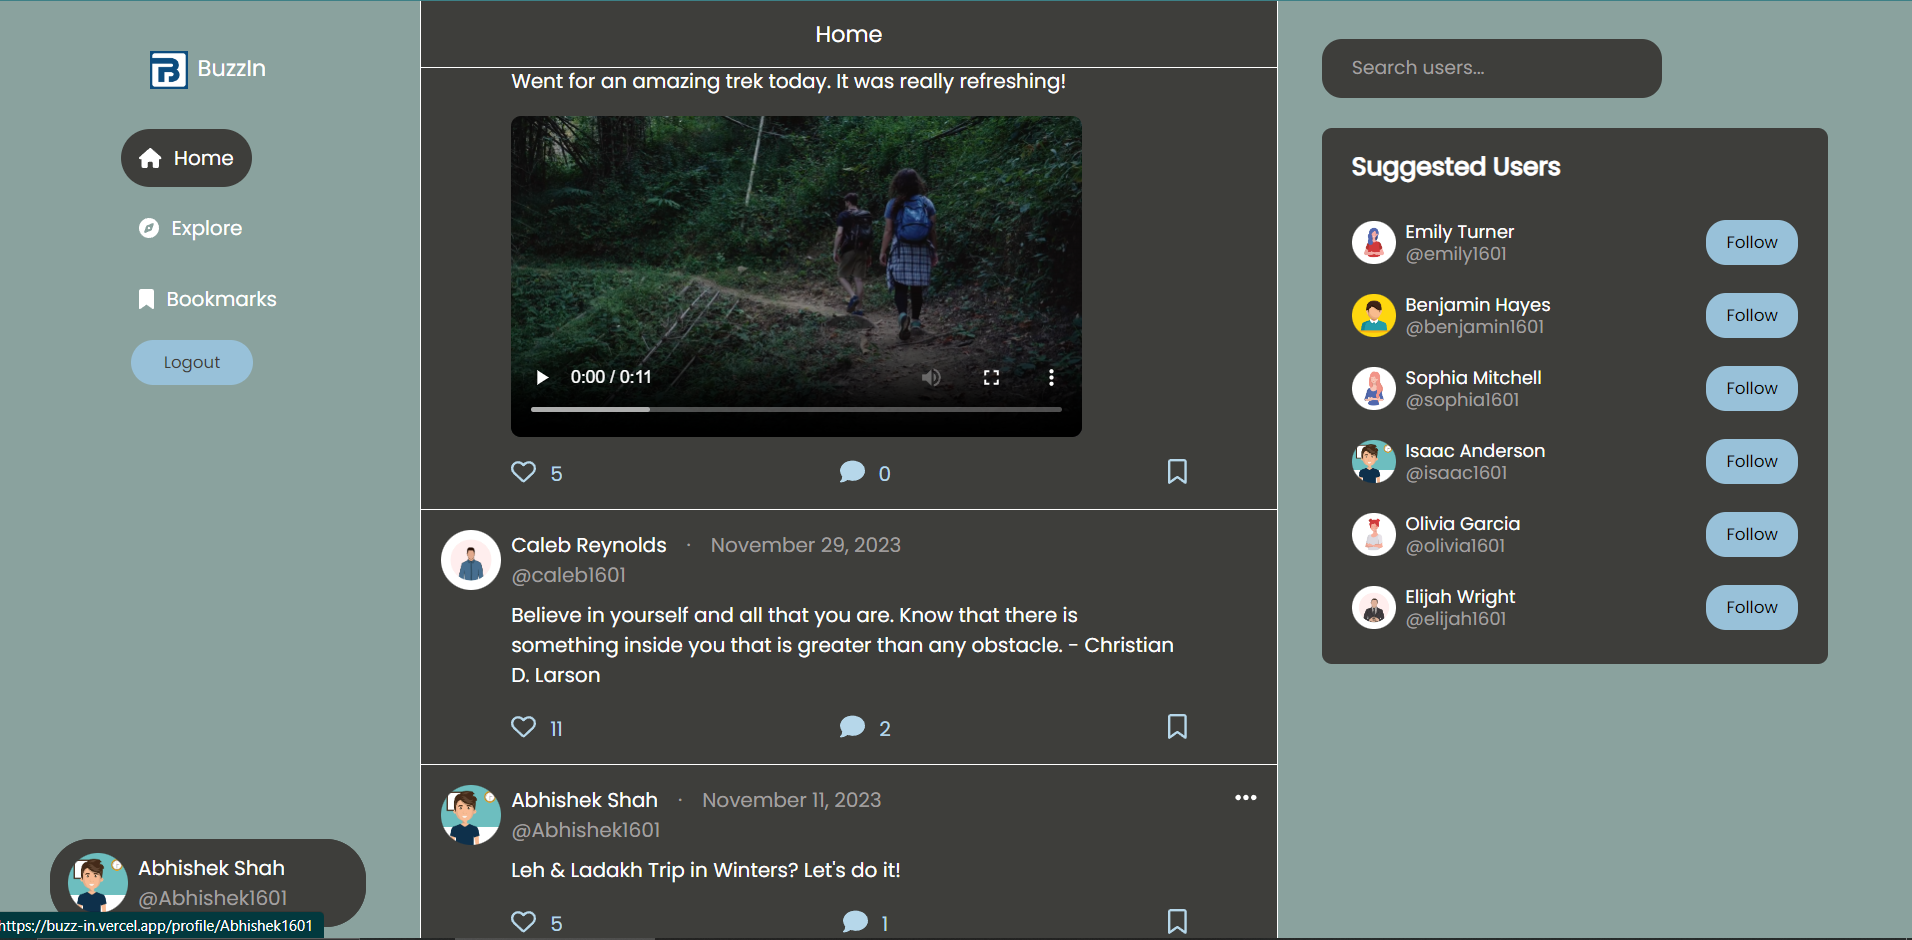 BuzzIn
Home
Explore
Bookmarks
Logout
Abhishek Shah
@Abhishek1601
https://buzz-in.vercel.app/profile/Abhishek1601
Home
Went for an amazing trek today. It was really refreshing!
0:00 / 0:11
5
0
Caleb Reynolds · November 29, 2023
@caleb1601
Believe in yourself and all that you are. Know that there is
something inside you that is greater than any obstacle. - Christian
D. Larson
11
2
Abhishek Shah · November 11, 2023
@Abhishek1601
Leh & Ladakh Trip in Winters? Let's do it!
5
1
Search users...
Suggested Users
Emily Turner
@emily1601
Follow
Benjamin Hayes
@benjamin1601
Follow
Sophia Mitchell
@sophia1601
Follow
Isaac Anderson
@isaac1601
Follow
Olivia Garcia
@olivia1601
Follow
Elijah Wright
@elijah1601
Follow